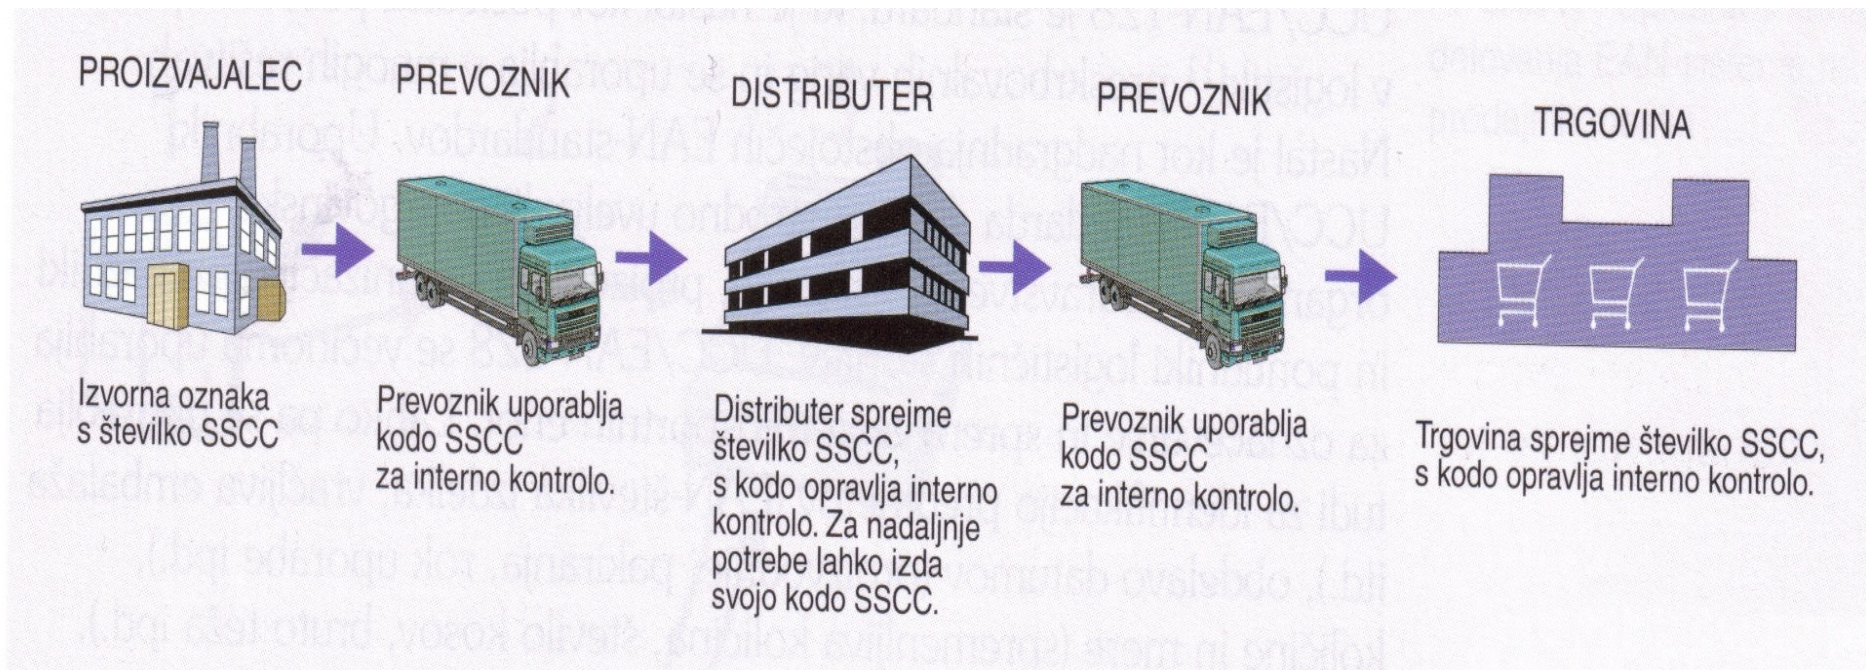 PROIZVAJALEC
Izvorna oznaka
s številko SSCC
PREVOZNIK
Prevoznik uporablja
kodo SSCC
za interno kontrolo.
DISTRIBUTER
Distributer sprejme
številko SSCC,
s kodo opravlja interno
kontrolo. Za nadaljnje
potrebe lahko izda
svojo kodo SSCC.
PREVOZNIK
Prevoznik uporablja
kodo SSCC
za interno kontrolo.
TRGOVINA
Trgovina sprejme številko SSCC,
s kodo opravlja interno kontrolo.